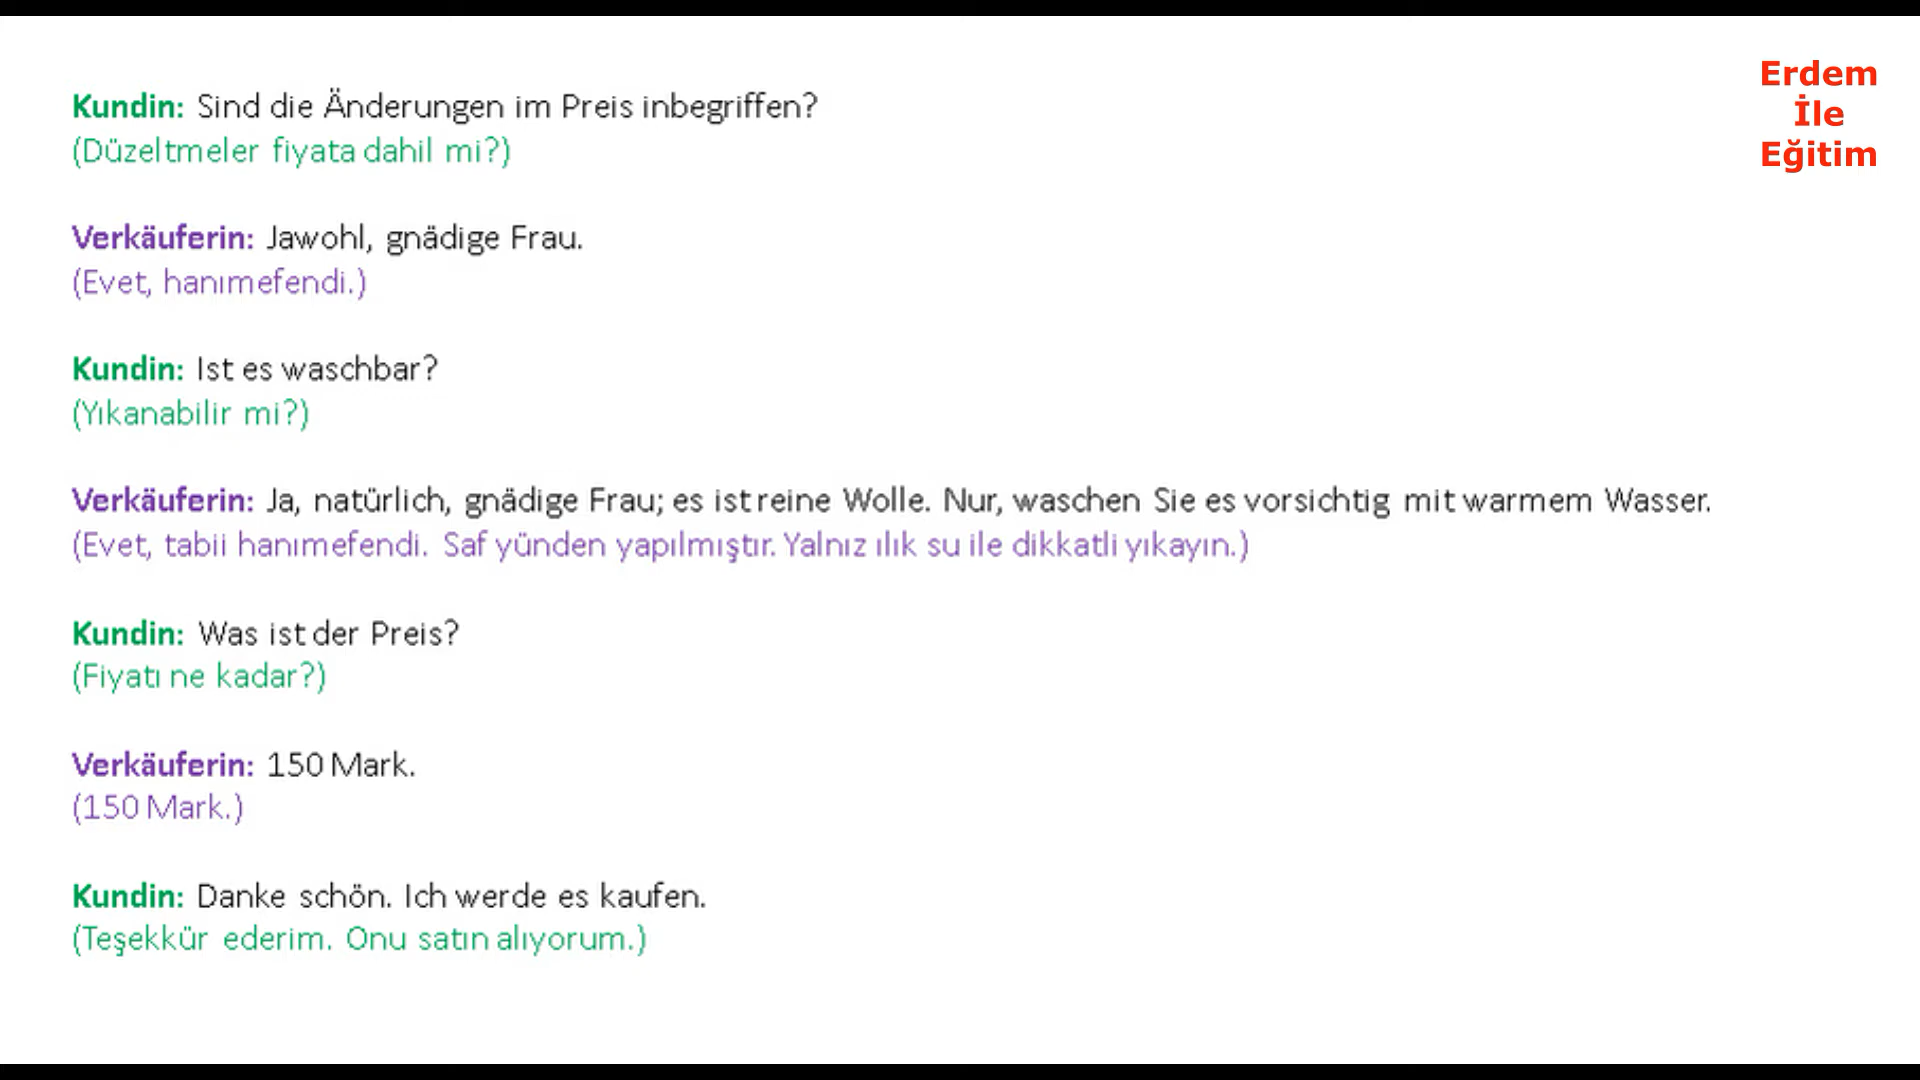 Kundin: Sind die Änderungen im Preis inbegriffen?
(Düzeltmeler fiyata dahil mi?)
Verkäuferin: Jawohl, gnädige Frau.
(Evet, hanımefendi.)
Kundin: Ist es waschbar?
(Yıkanabilir mi?)
Verkäuferin: Ja, natürlich, gnädige Frau; es ist reine Wolle. Nur, waschen Sie es vorsichtig mit warmem Wasser.
(Evet, tabii hanımefendi. Saf yünden yapılmıştır. Yalnız ılık su ile dikkatli yıkayın.)
Kundin: Was ist der Preis?
(Fiyatı ne kadar?)
Verkäuferin: 150 Mark.
(150 Mark.)
Kundin: Danke schön. Ich werde es kaufen.
(Teşekkür ederim. Onu satın alıyorum.)
Erdem
İle
Eğitim